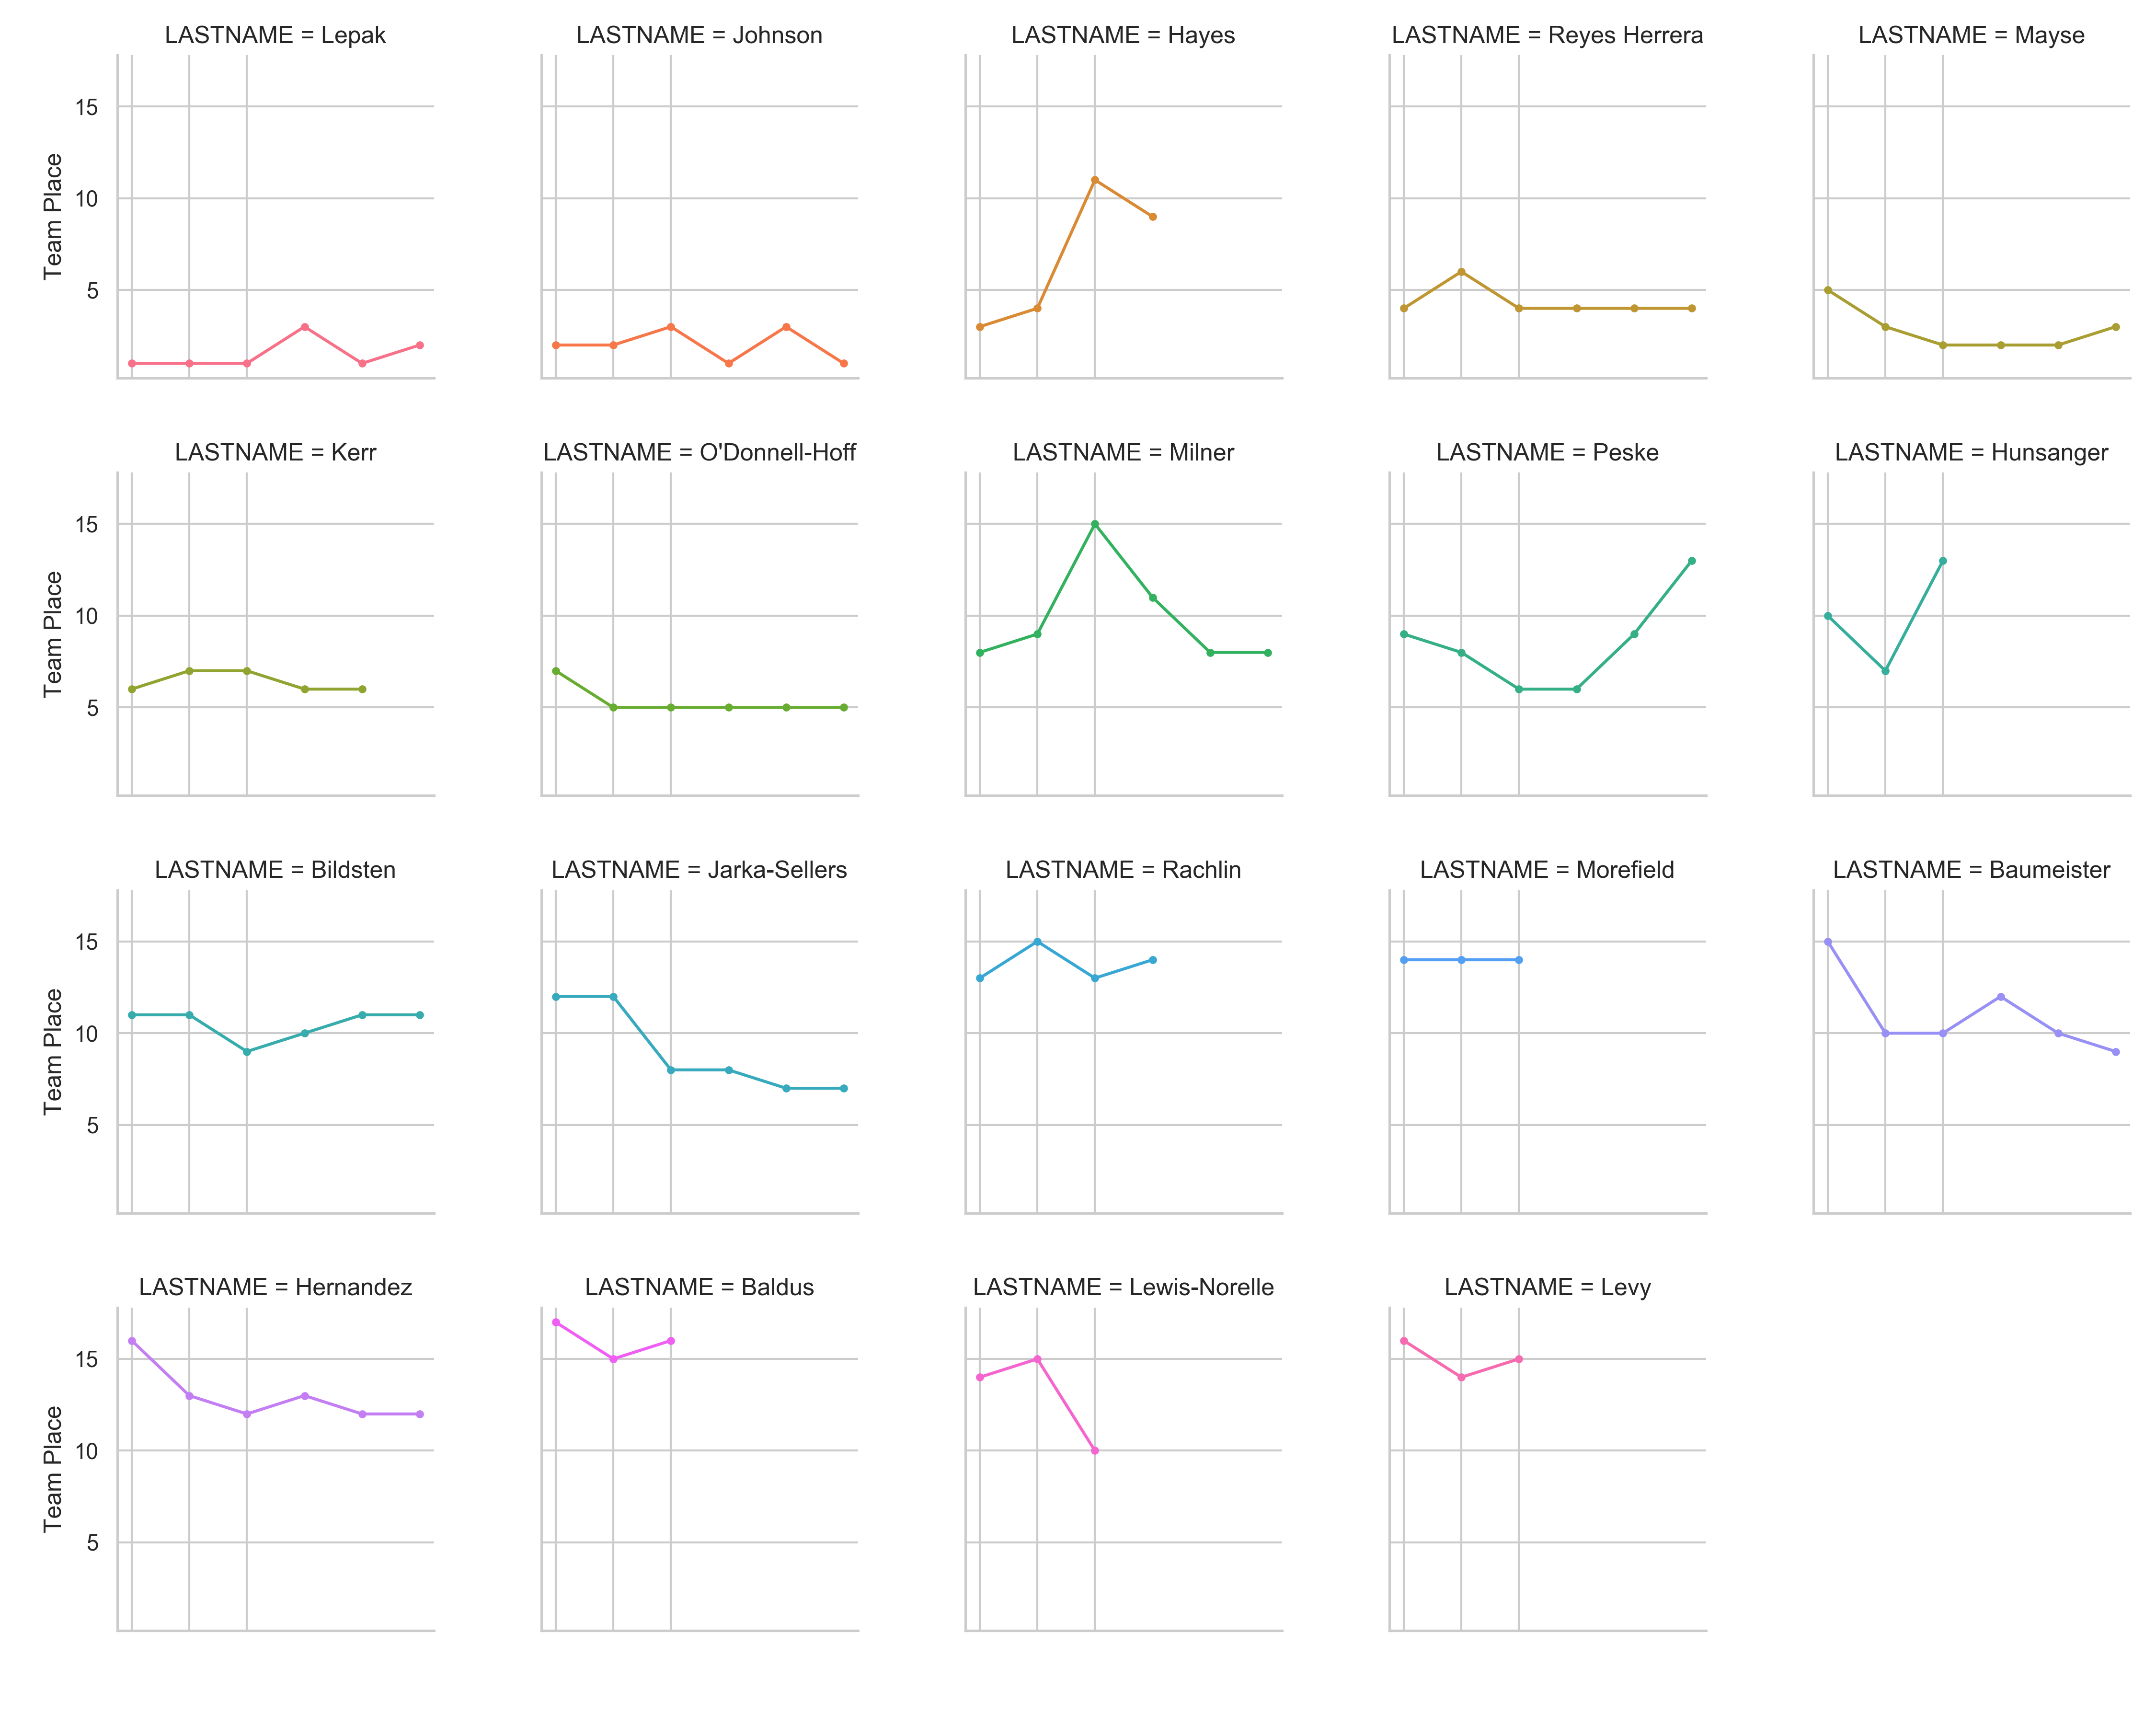 LASTNAME = Lepak
LASTNAME = Johnson
LASTNAME = Hayes
LASTNAME = Reyes Herrera
LASTNAME = Mayse
Team Place
15
10
5
LASTNAME = Kerr
LASTNAME = O'Donnell-Hoff
LASTNAME = Milner
LASTNAME = Peske
LASTNAME = Hunsanger
Team Place
15
10
5
LASTNAME = Bildsten
LASTNAME = Jarka-Sellers
LASTNAME = Rachlin
LASTNAME = Morefield
LASTNAME = Baumeister
Team Place
15
10
5
LASTNAME = Hernandez
LASTNAME = Baldus
LASTNAME = Lewis-Norelle
LASTNAME = Levy
Team Place
15
10
5